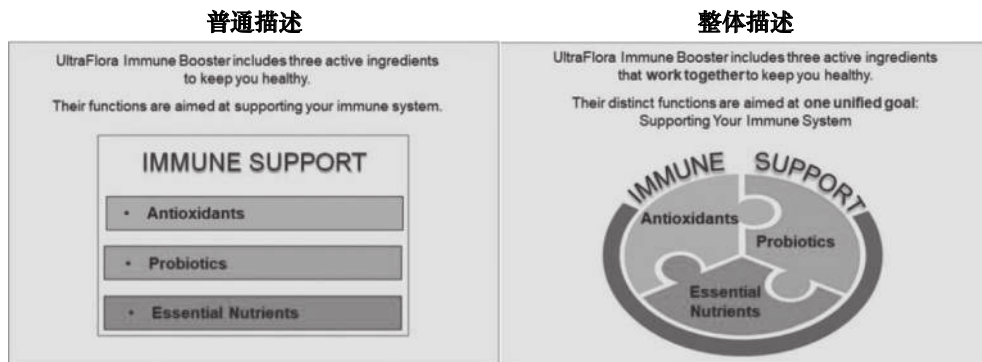 普通描述
UltraFlora Immune Booster includes three active ingredients
to keep you healthy.
Their functions are aimed at supporting your immune system.
IMMUNE SUPPORT
• Antioxidants
• Probiotics
• Essential Nutrients
整体描述
UltraFlora Immune Booster includes three active ingredients
that work together to keep you healthy.
Their distinct functions are aimed at one unified goal:
Supporting Your Immune System
IMMUNE SUPPORT
Antioxidants
Probiotics
Essential
Nutrients